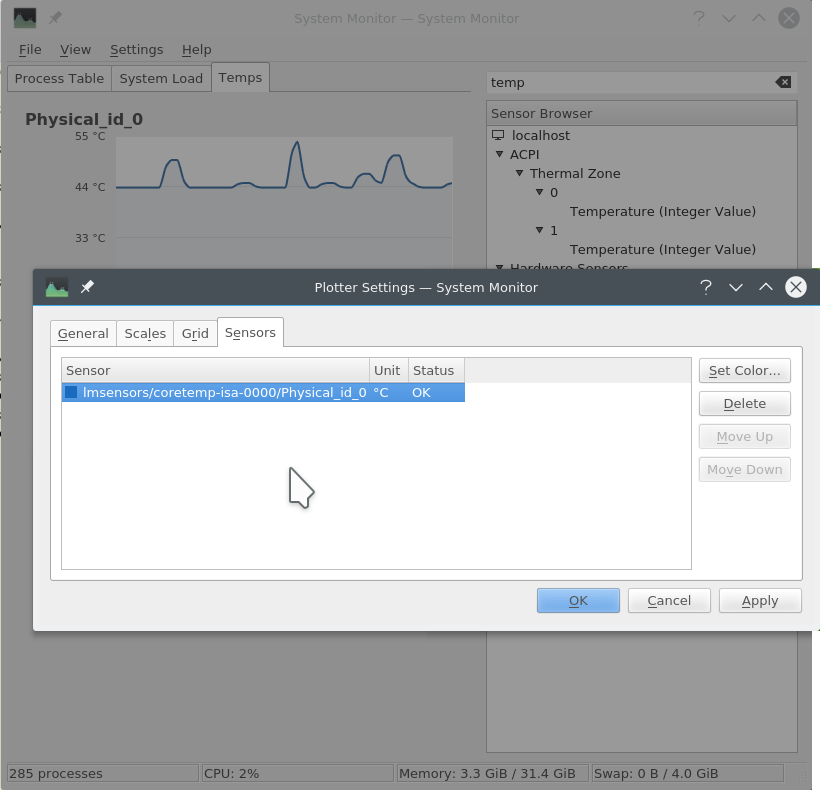 System Monitor — System Monitor
File View Settings Help
Process Table System Load Temps
temp
Physical_id_0
55 °C
44 °C
33 °C
Sensor Browser
localhost
ACPI
Thermal Zone
0
Temperature (Integer Value)
1
Temperature (Integer Value)
Hardware Sensors
Plotter Settings — System Monitor
General Scales Grid Sensors
Sensor Unit Status
lmsensors/coretemp-isa-0000/Physical_id_0 °C OK
Set Color...
Delete
Move Up
Move Down
OK Cancel Apply
285 processes CPU: 2% Memory: 3.3 GiB / 31.4 GiB Swap: 0 B / 4.0 GiB